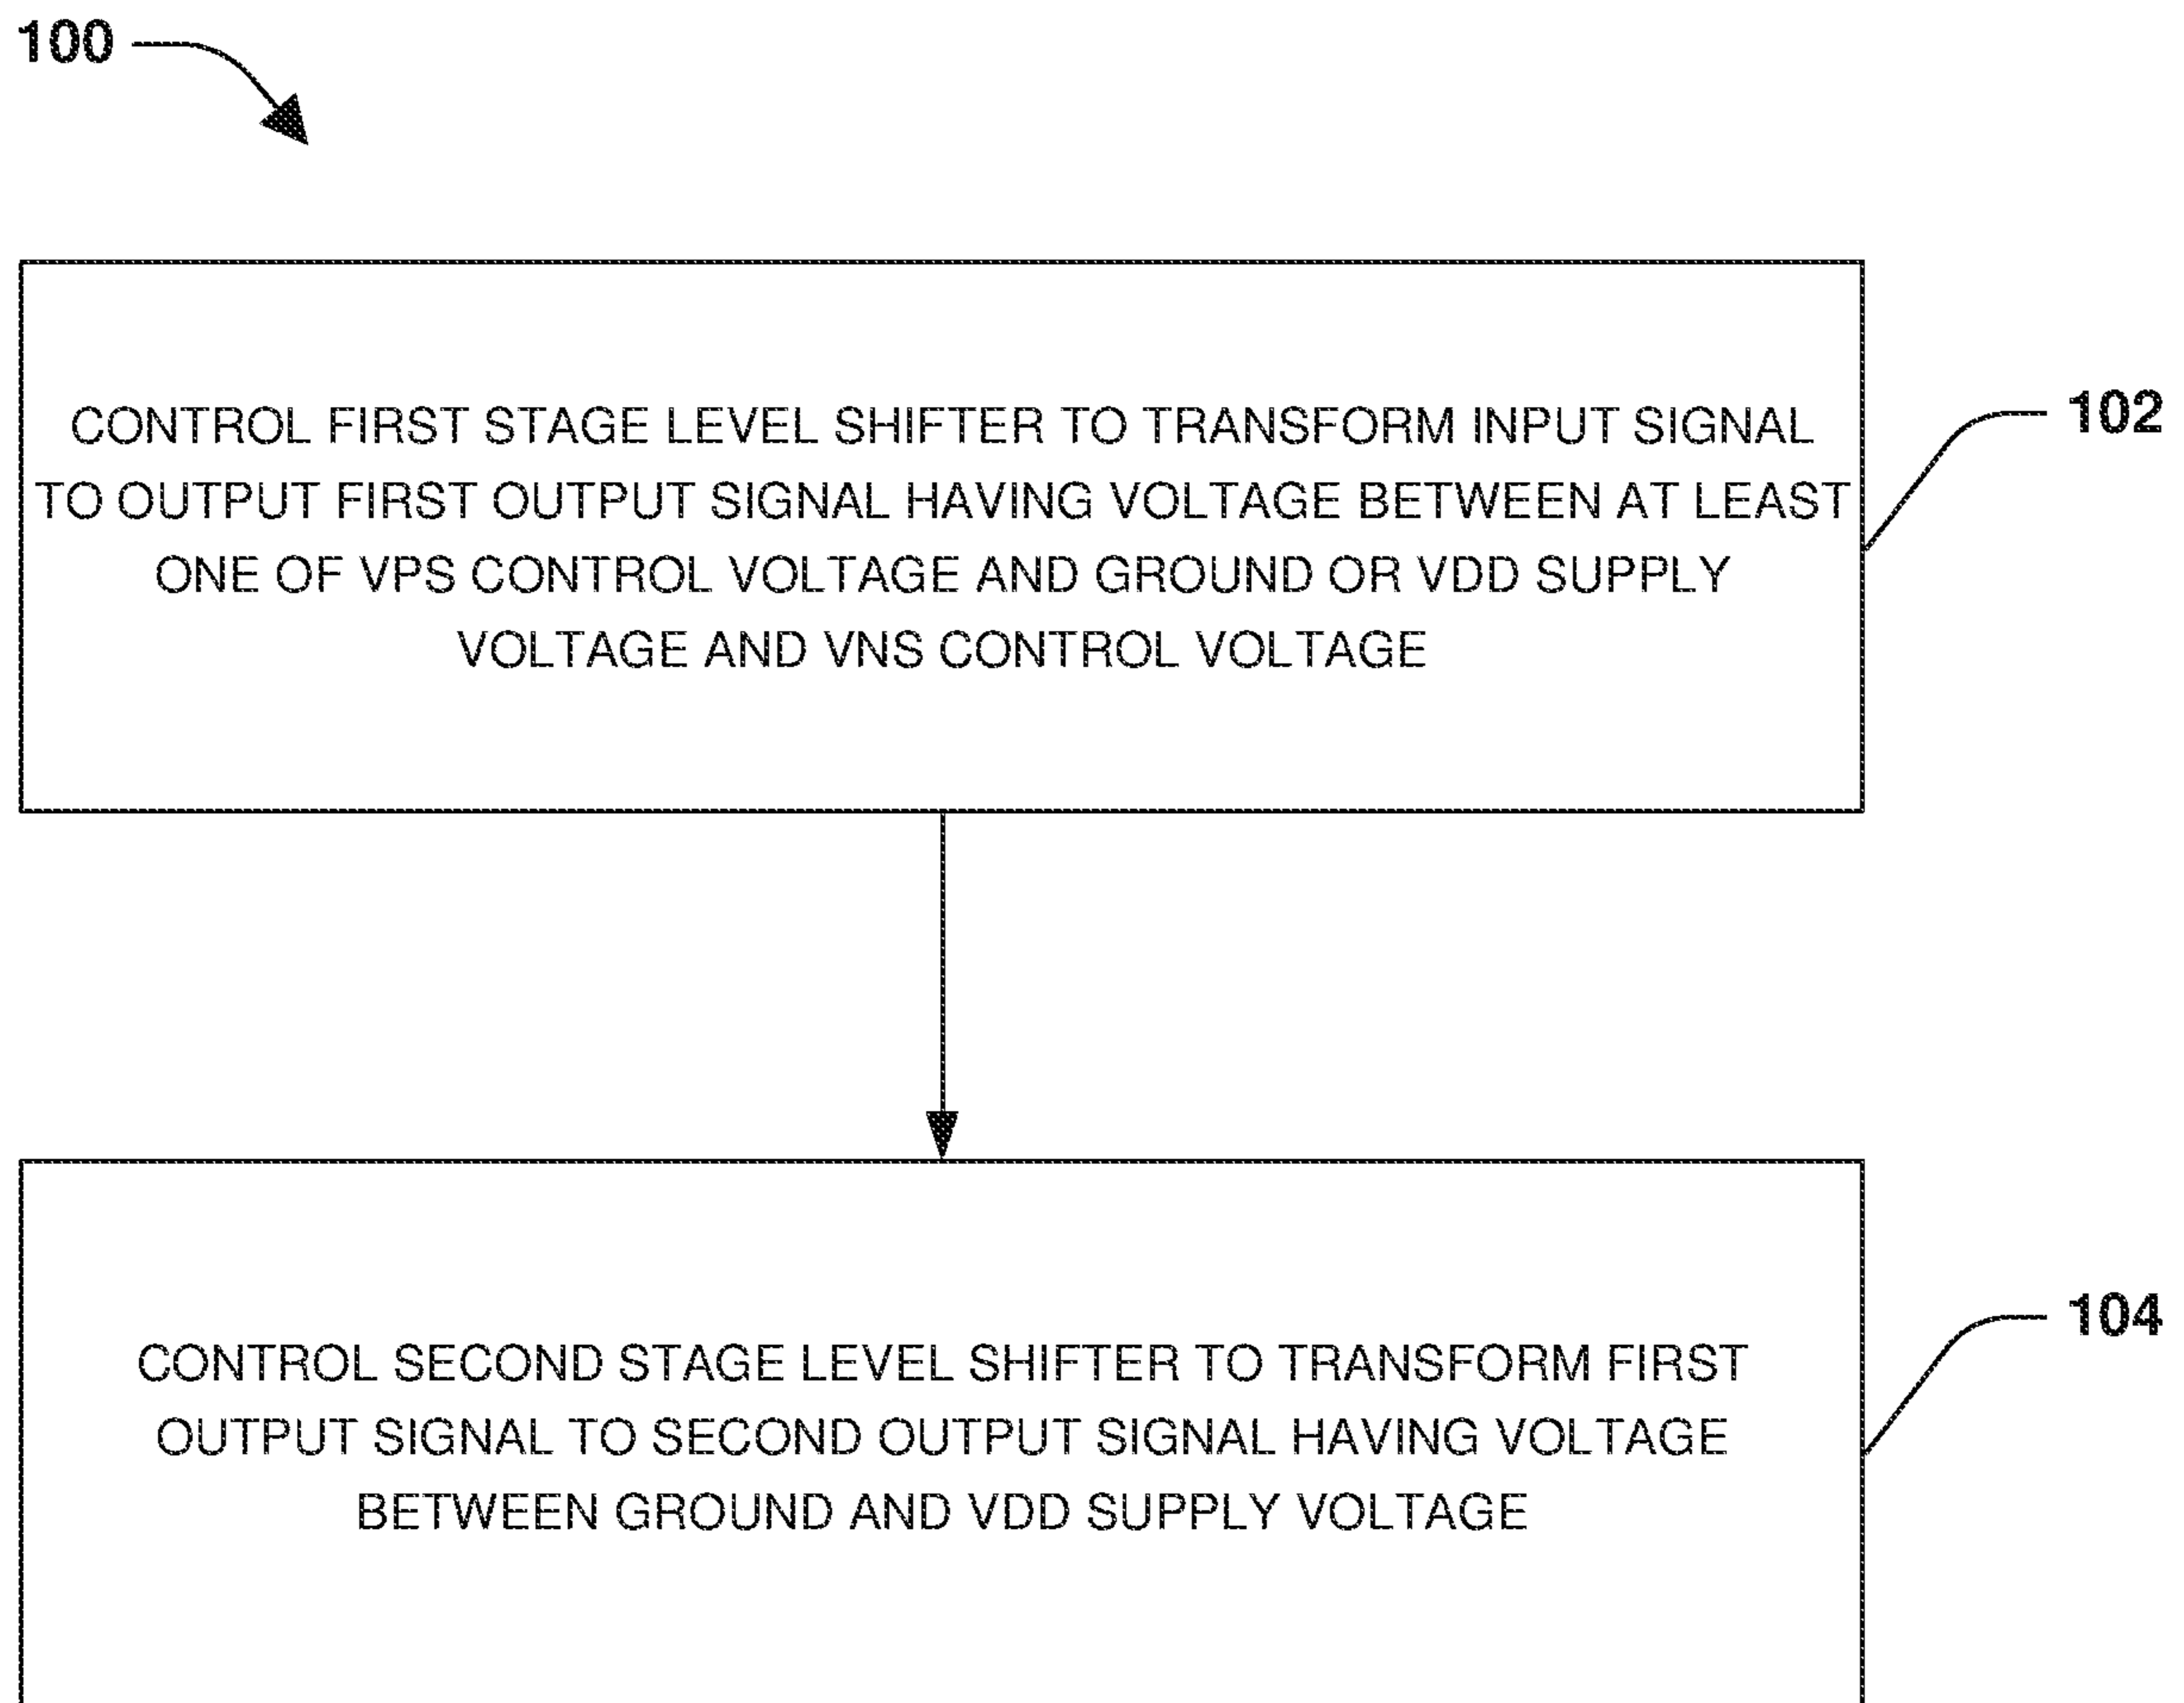 100
CONTROL FIRST STAGE LEVEL SHIFTER TO TRANSFORM INPUT SIGNAL
TO OUTPUT FIRST OUTPUT SIGNAL HAVING VOLTAGE BETWEEN AT LEAST
ONE OF VPS CONTROL VOLTAGE AND GROUND OR VDD SUPPLY
VOLTAGE AND VNS CONTROL VOLTAGE
102
CONTROL SECOND STAGE LEVEL SHIFTER TO TRANSFORM FIRST
OUTPUT SIGNAL TO SECOND OUTPUT SIGNAL HAVING VOLTAGE
BETWEEN GROUND AND VDD SUPPLY VOLTAGE
104